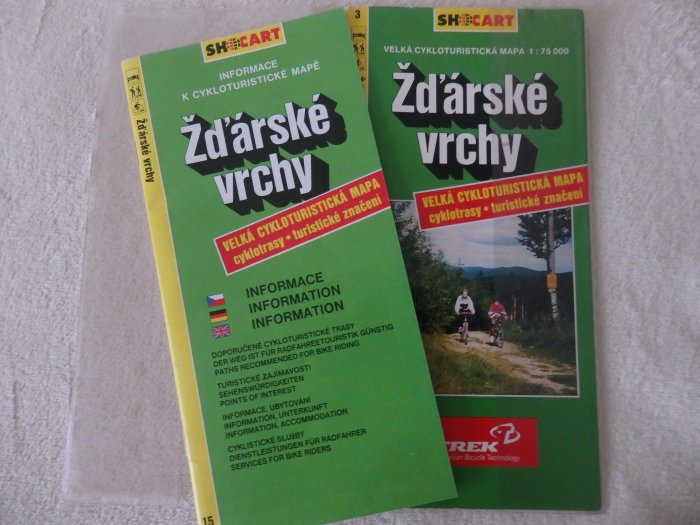 SHOCART
INFORMACE
K CYKLOTURISTICKÉ MAPĚ
Žďárské
vrchy
VELKÁ CYKLOTURISTICKÁ MAPA
cyklotrasy • turistické značení
INFORMACE
INFORMATION
INFORMATION
DOPORUČENÉ CYKLOTURISTICKÉ TRASY
DER WEG IST FÜR RADFAHREETOURISTIK GÜNSTIG
PATHS RECOMMENDED FOR BIKE RIDING
TURISTICKÉ ZAJÍMAVOSTI
SEHENSWÜRDIGKEITEN
POINTS OF INTEREST
INFORMACE, UBYTOVÁNÍ
INFORMATION, UNTERKUNFT
INFORMATION, ACCOMMODATION
CYKLISTICKÉ SLUŽBY
DIENSTLEISTUNGEN FÜR RADFAHRER
SERVICES FOR BIKE RIDERS
Žďárské vrchy
15
3
SHOCART
VELKÁ CYKLOTURISTICKÁ MAPA 1 : 75 000
Žďárské
vrchy
VELKÁ CYKLOTURISTICKÁ MAPA
cyklotrasy • turistické značení
TREK
Bicycle Technology